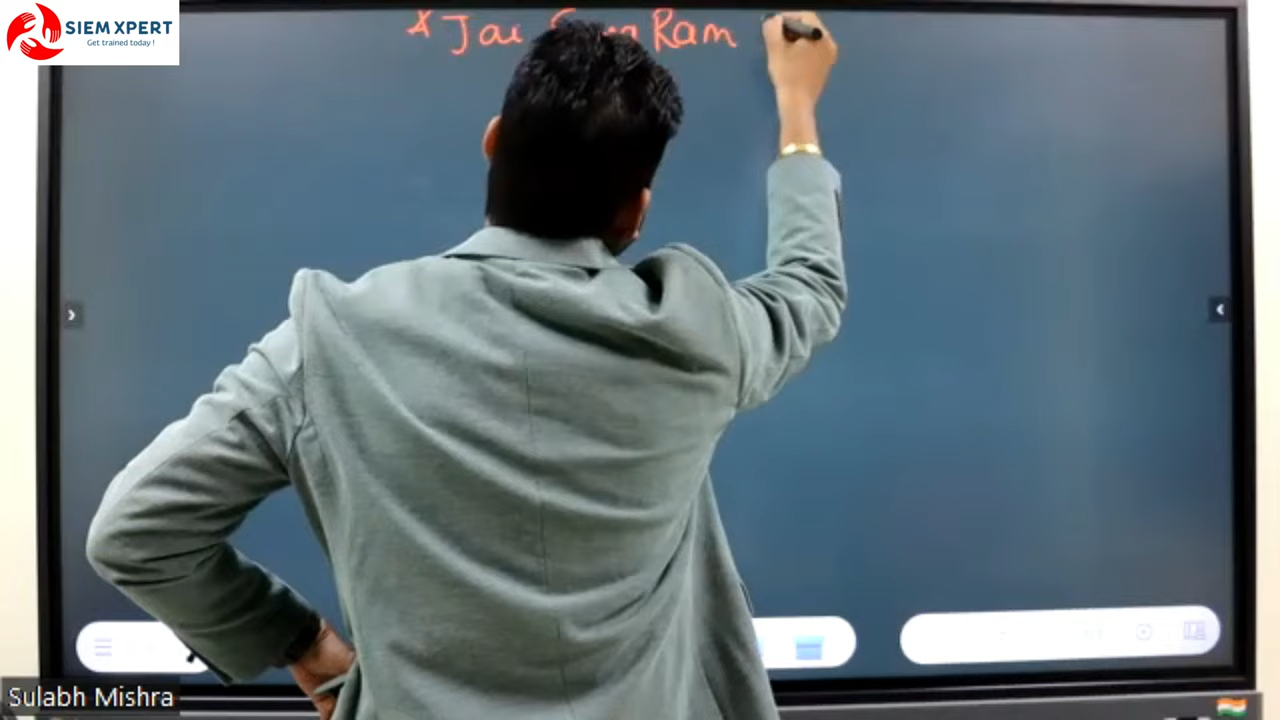 SIEM XPERT
Get trained today !
* Jai Ram
Sulabh Mishra